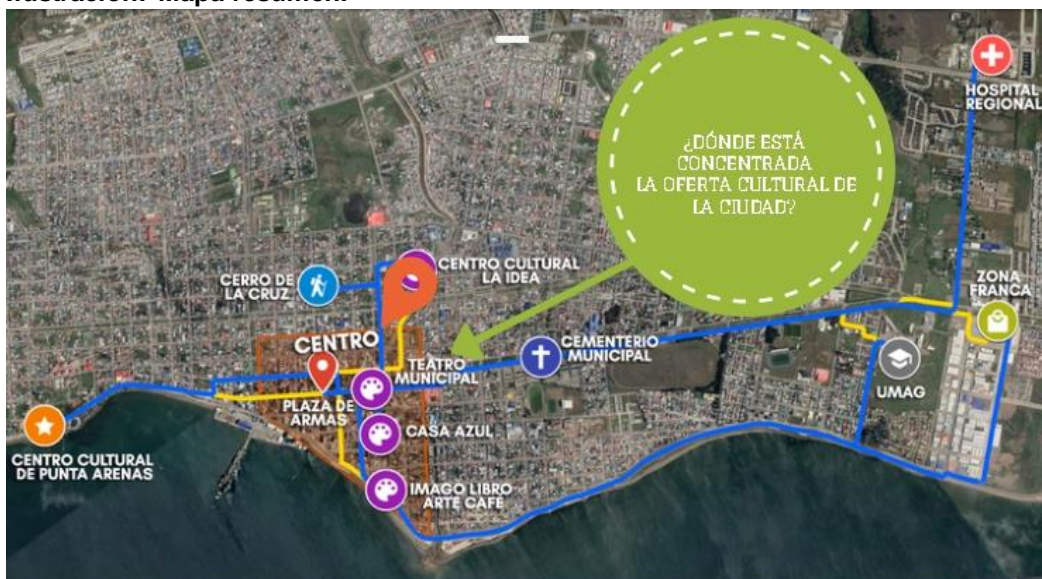 Ilustración: Mapa resumen.
HOSPITAL
REGIONAL
¿DÓNDE ESTÁ
CONCENTRADA
LA OFERTA CULTURAL DE
LA CIUDAD?
CENTRO CULTURAL
LA IDEA
CERRO DE
LA CRUZ
ZONA
FRANCA
CENTRO
CEMENTERIO
MUNICIPAL
TEATRO
MUNICIPAL
UMAG
PLAZA DE
ARMAS
CASA AZUL
CENTRO CULTURAL
DE PUNTA ARENAS
IMAGO LIBRO
ARTE CAFÉ